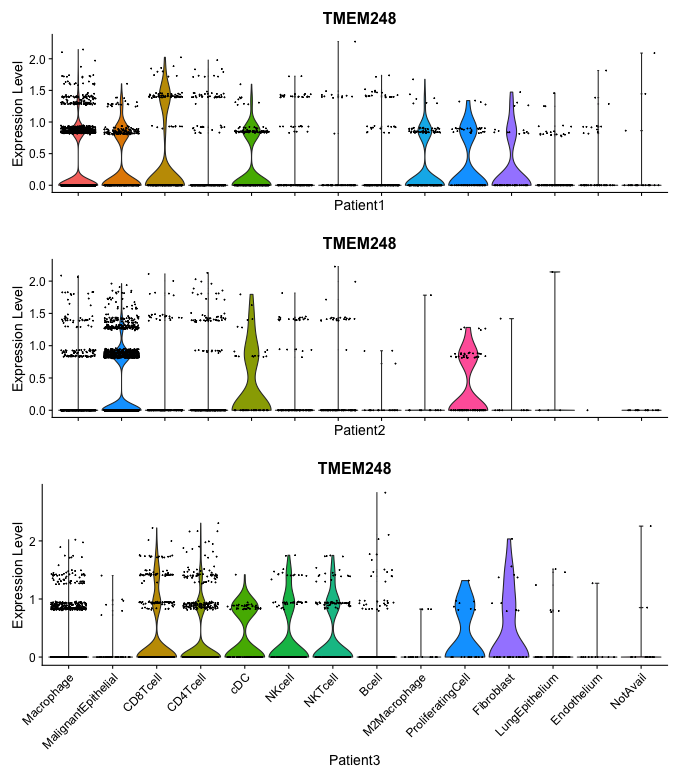 TMEM248
Expression Level
2.0
1.5
1.0
0.5
0.0
Patient1
TMEM248
Expression Level
2.0
1.5
1.0
0.5
0.0
Patient2
TMEM248
Expression Level
2
1
0
Macrophage
MalignantEpithelial
CD8Tcell
CD4Tcell
cDC
NKcell
NKTcell
Bcell
M2Macrophage
ProliferatingCell
Fibroblast
LungEpithelium
Endothelium
NotAvail
Patient3